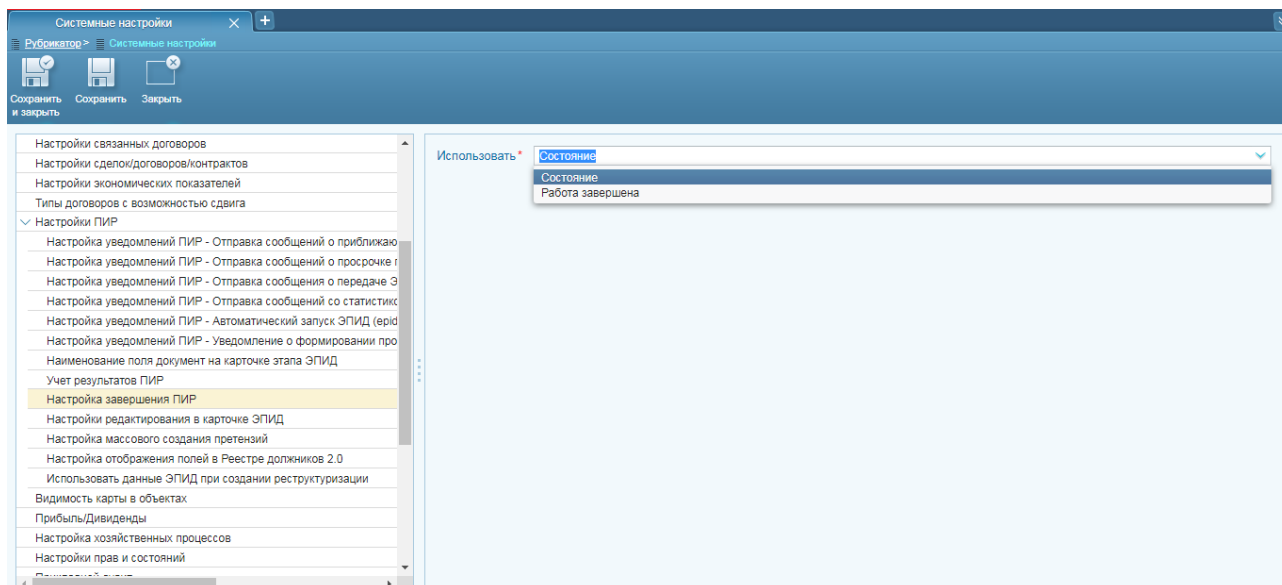 Системные настройки
Рубрикатор> Системные настройки
Сохранить и закрыть
Сохранить
Закрыть
Настройки связанных договоров
Настройки сделок/договоров/контрактов
Настройки экономических показателей
Типы договоров с возможностью сдвига
Настройки ПИР
Настройка уведомлений ПИР - Отправка сообщений о приближаю
Настройка уведомлений ПИР - Отправка сообщений о просрочке
Настройка уведомлений ПИР - Отправка сообщения о передаче Э
Настройка уведомлений ПИР - Отправка сообщений со статистико
Настройка уведомлений ПИР - Автоматический запуск ЭПИД (epid
Настройка уведомлений ПИР - Уведомление о формировании про
Наименование поля документ на карточке этапа ЭПИД
Учет результатов ПИР
Настройка завершения ПИР
Настройки редактирования в карточке ЭПИД
Настройка массового создания претензий
Настройка отображения полей в Реестре должников 2.0
Использовать данные ЭПИД при создании реструктуризации
Видимость карты в объектах
Прибыль/Дивиденды
Настройка хозяйственных процессов
Настройки прав и состояний
Использовать* Состояние
Состояние
Работа завершена